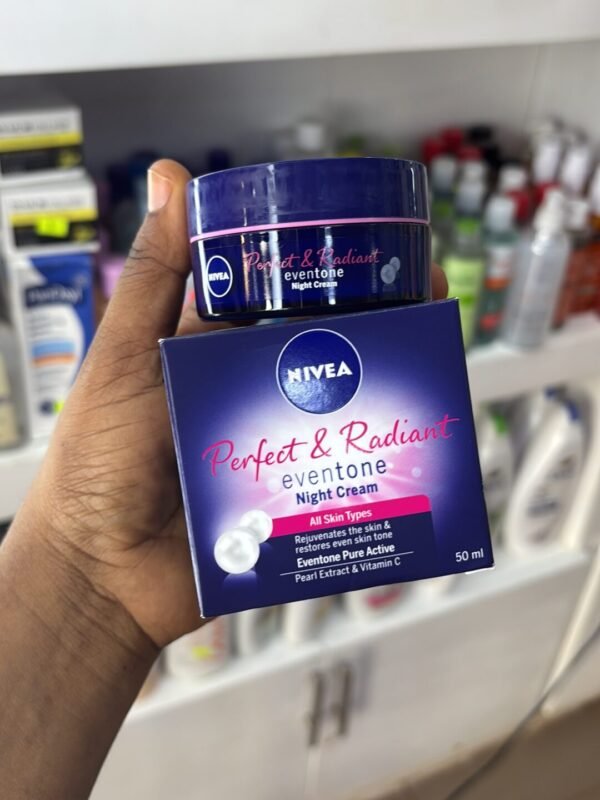 NIVEA
Perfect & Radiant
eventone
Night Cream
NIVEA
Perfect & Radiant
eventone
Night Cream
All Skin Types
Rejuvenates the skin &
restores even skin tone
Eventone Pure Active
Pearl Extract & Vitamin C
50 ml